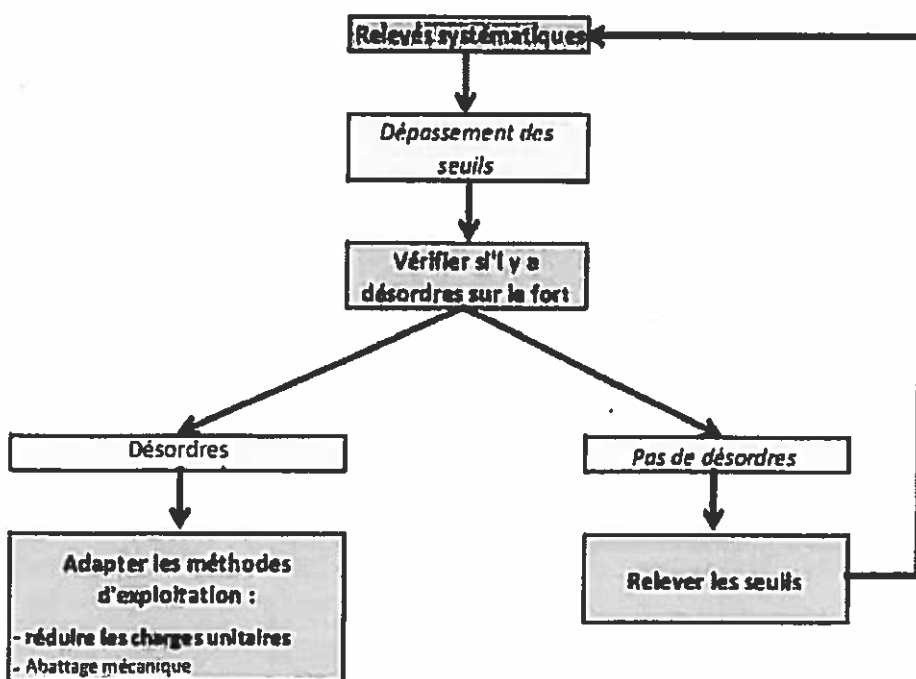 Relevés systématiques
Dépassement des
seuils
Vérifier si'l y a
désordres sur le fort
Désordres
Pas de désordres
Adapter les méthodes
d'exploitation :
- réduire les charges unitaires
- Abattage mécanique
Relever les seuils